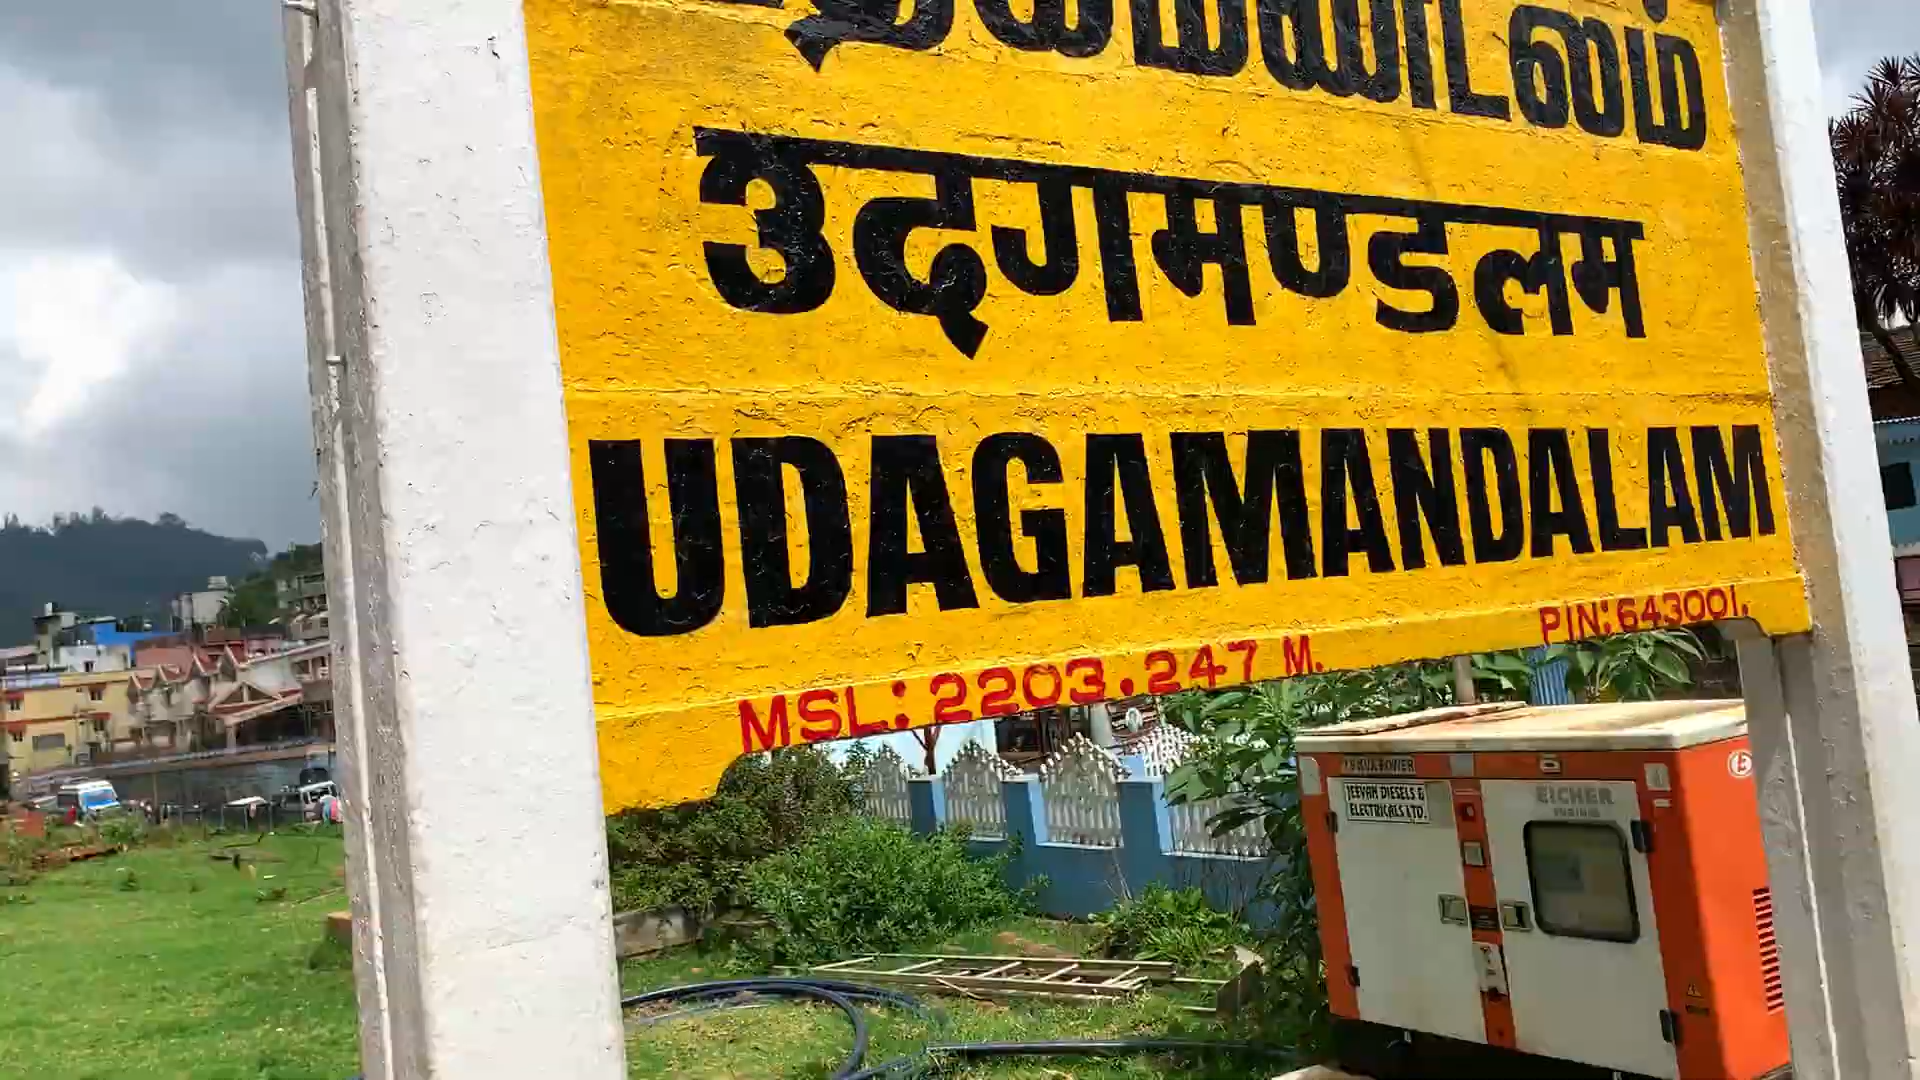 உதகமண்டலம்
उदगमण्डलम
UDAGAMANDALAM
MSL: 2203.247 M.
PIN: 643001.
JEEVAN DIESELS &
ELECTRICALS LTD.
EICHER